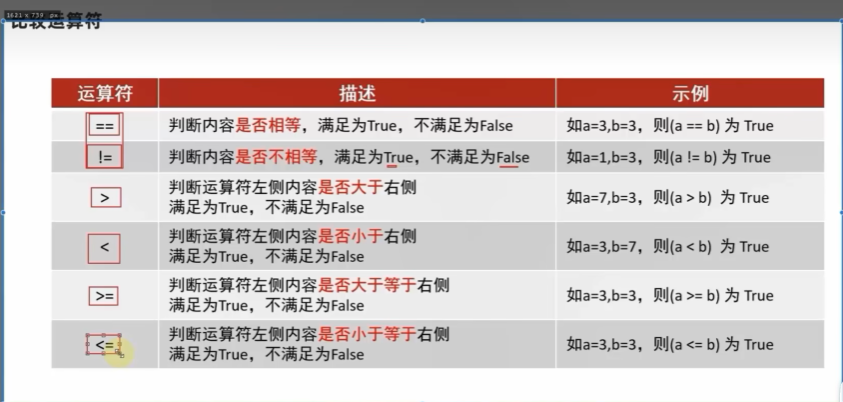 比较运算符
运算符 描述 示例
== 判断内容是否相等，满足为True，不满足为False 如a=3,b=3，则(a == b) 为 True
!= 判断内容是否不相等，满足为True，不满足为False 如a=1,b=3，则(a != b) 为 True
> 判断运算符左侧内容是否大于右侧
满足为True，不满足为False 如a=7,b=3，则(a > b) 为 True
< 判断运算符左侧内容是否小于右侧
满足为True，不满足为False 如a=3,b=7，则(a < b) 为 True
>= 判断运算符左侧内容是否大于等于右侧
满足为True，不满足为False 如a=3,b=3，则(a >= b) 为 True
<= 判断运算符左侧内容是否小于等于右侧
满足为True，不满足为False 如a=3,b=3，则(a <= b) 为 True